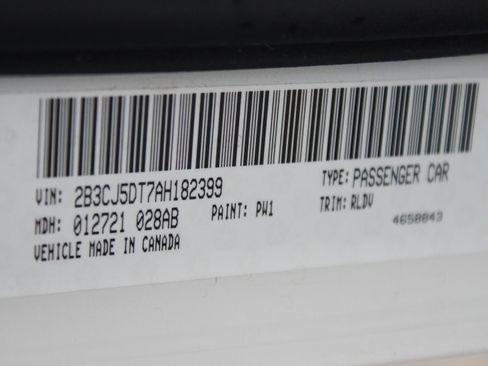 VIN: 2B3CJ5DT7AH182399 TYPE: PASSENGER CAR
MDH: 012721 028AB PAINT: PW1 TRIM: RLDV
VEHICLE MADE IN CANADA 4658843